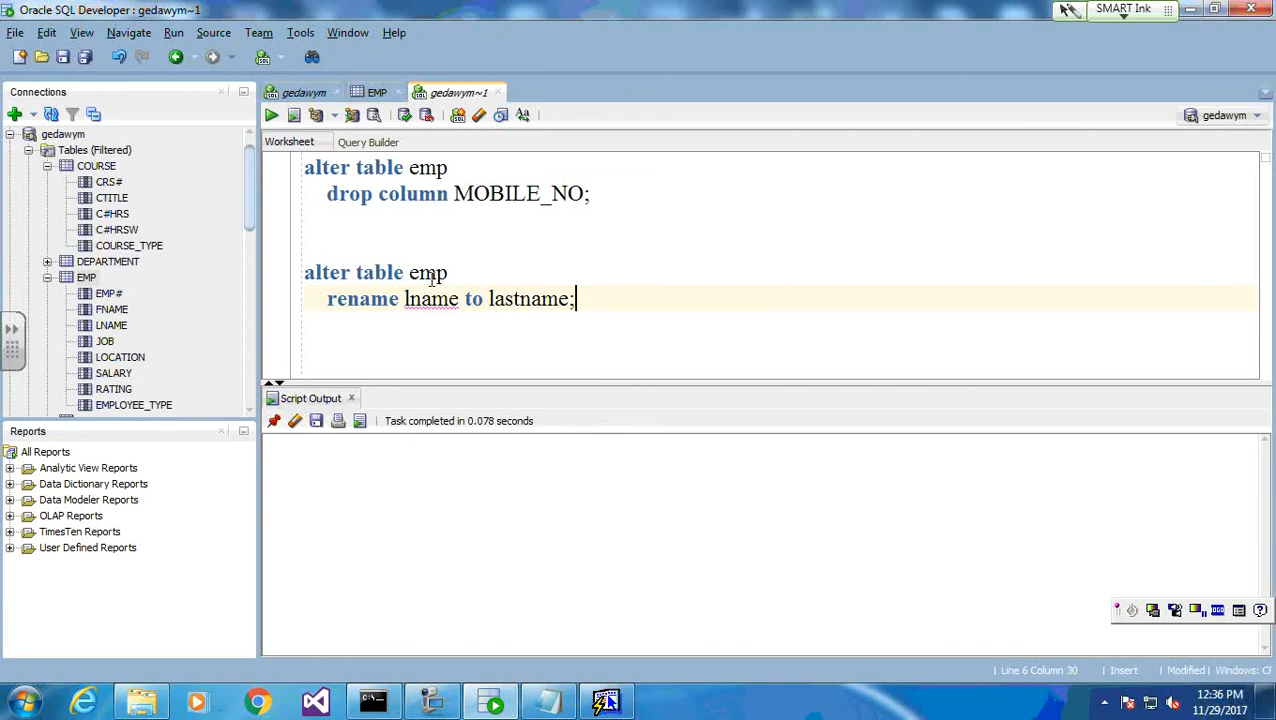 Oracle SQL Developer : gedawym~1
SMART Ink
File Edit View Navigate Run Source Team Tools Window Help
Connections
gedawym
EMP
gedawym~1
gedawym
gedawym
Tables (Filtered)
COURSE
CRS#
CTITLE
C#HRS
C#HRSW
COURSE_TYPE
DEPARTMENT
EMP
EMP#
FNAME
LNAME
JOB
LOCATION
SALARY
RATING
EMPLOYEE_TYPE
Worksheet
Query Builder
alter table emp
drop column MOBILE_NO;
alter table emp
rename lname to lastname;
Script Output
Task completed in 0.078 seconds
Reports
All Reports
Analytic View Reports
Data Dictionary Reports
Data Modeler Reports
OLAP Reports
TimesTen Reports
User Defined Reports
Line 6 Column 30
Insert
Modified
Windows: CF
12:36 PM
11/29/2017